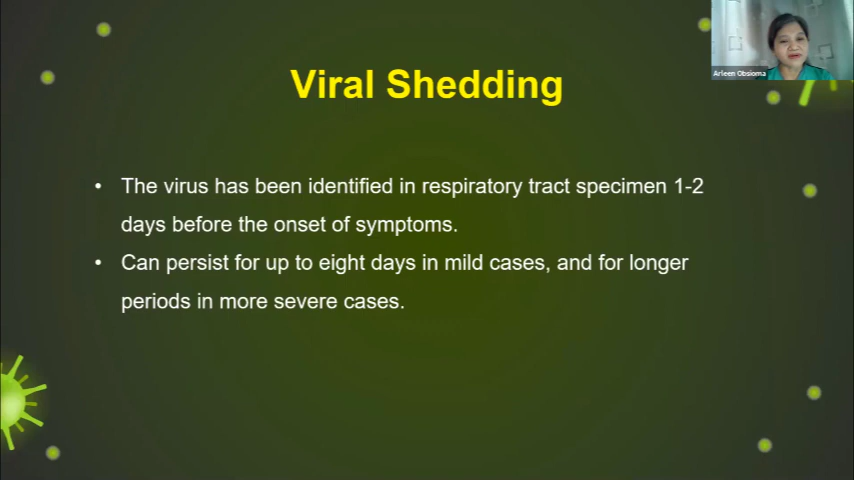 Arleen Obsioma
Viral Shedding
• The virus has been identified in respiratory tract specimen 1-2
days before the onset of symptoms.
• Can persist for up to eight days in mild cases, and for longer
periods in more severe cases.